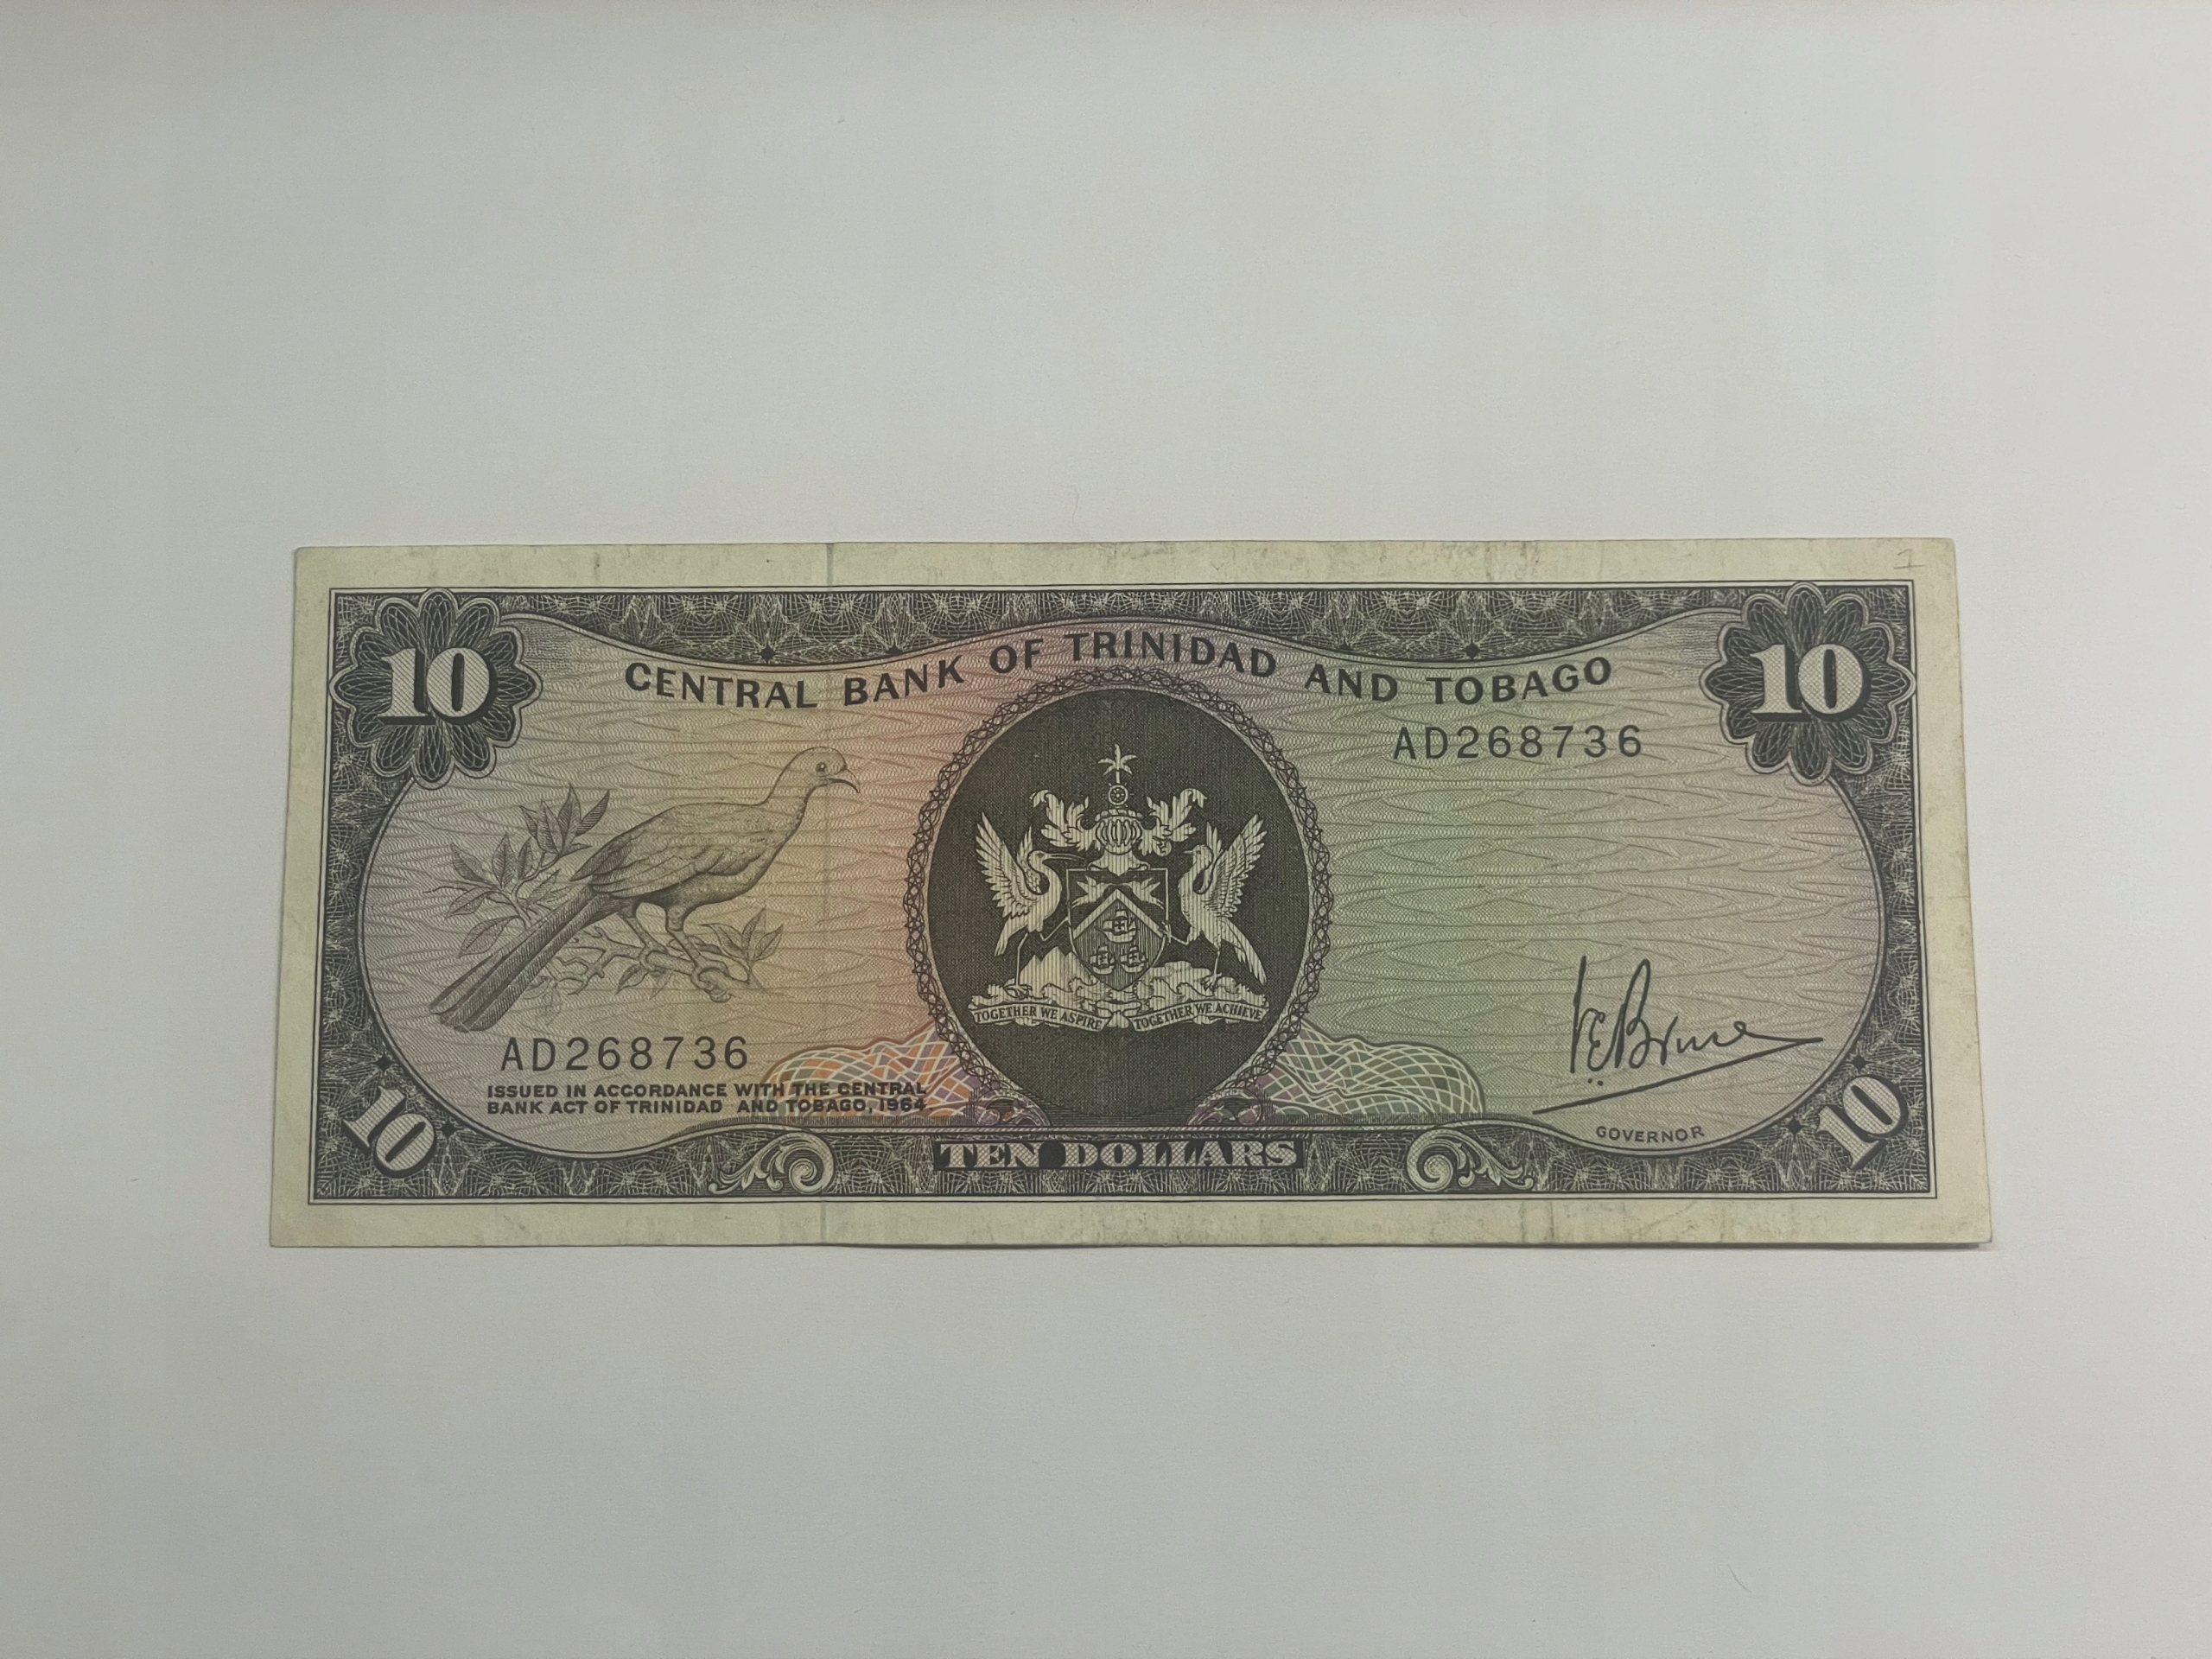 10
10
CENTRAL BANK OF TRINIDAD AND TOBAGO
AD268736
TOGETHER WE ASPIRE TOGETHER WE ACHIEVE
AD268736
ISSUED IN ACCORDANCE WITH THE CENTRAL
BANK ACT OF TRINIDAD AND TOBAGO, 1964
GOVERNOR
10
TEN DOLLARS
10